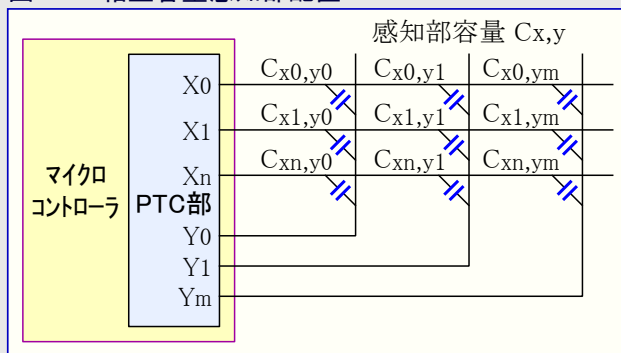 感知部容量 Cx,y
Cx0,y0 Cx0,y1 Cx0,ym
X0
Cx1,y0 Cx1,y1 Cx1,ym
X1
Cxn,y0 Cxn,y1 Cxn,ym
Xn
マイクロ
コントローラ
PTC部
Y0
Y1
Ym